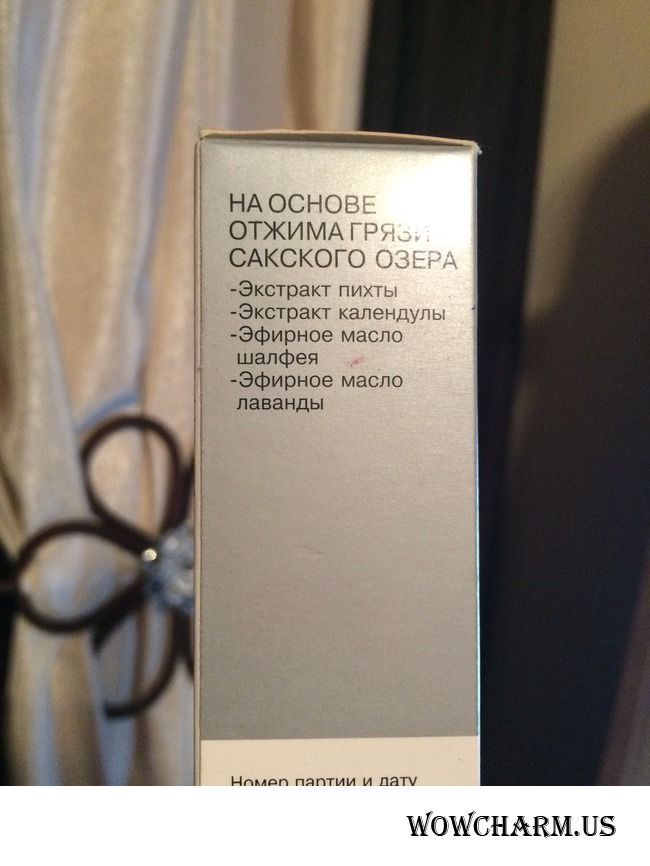 НА ОСНОВЕ
ОТЖИМА ГРЯЗИ
САКСКОГО ОЗЕРА
-Экстракт пихты
-Экстракт календулы
-Эфирное масло
шалфея
-Эфирное масло
лаванды
Номер партии и дату
WOWCHARM.US